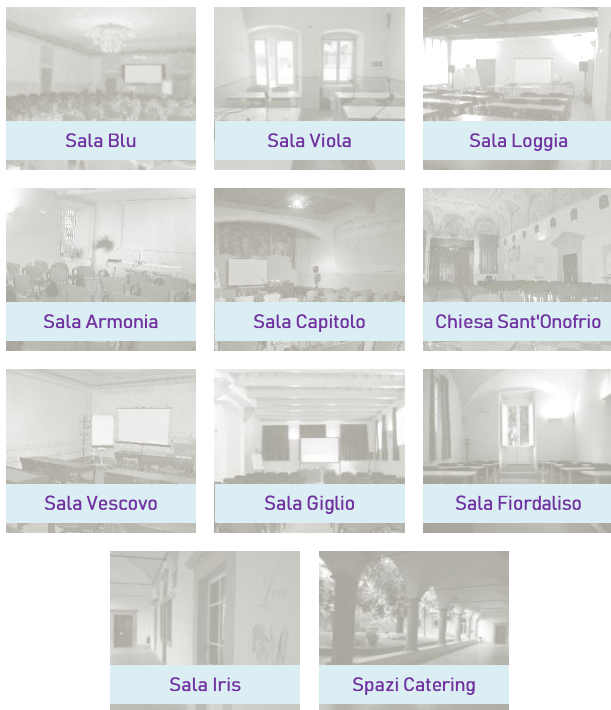 Sala Blu
Sala Viola
Sala Loggia
Sala Armonia
Sala Capitolo
Chiesa Sant'Onofrio
Sala Vescovo
Sala Giglio
Sala Fiordaliso
Sala Iris
Spazi Catering